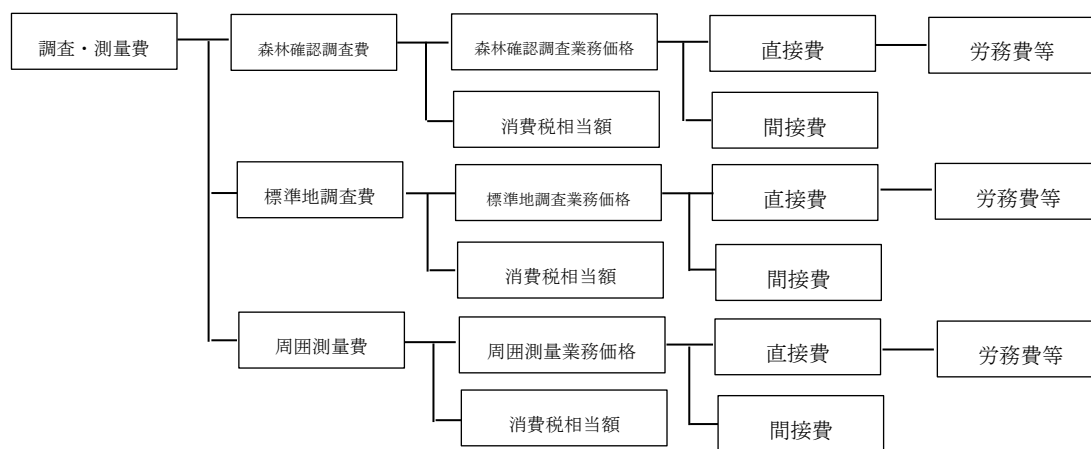 調査・測量費
森林確認調査費
森林確認調査業務価格
直接費
労務費等
消費税相当額
間接費
標準地調査費
標準地調査業務価格
直接費
労務費等
消費税相当額
間接費
周囲測量費
周囲測量業務価格
直接費
労務費等
消費税相当額
間接費